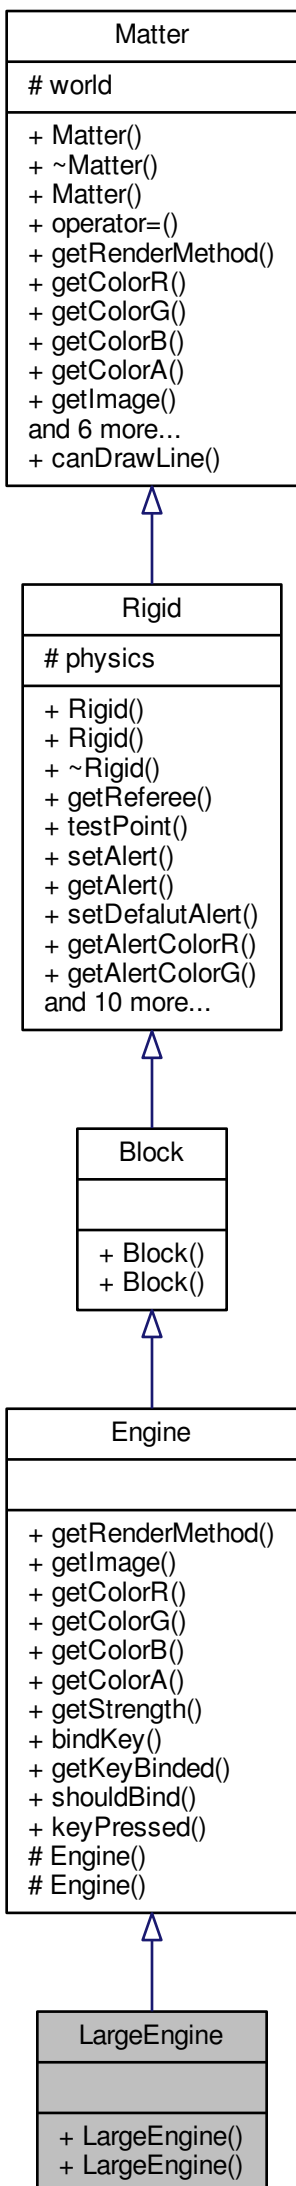 Matter
# world
+ Matter()
+ ~Matter()
+ Matter()
+ operator=()
+ getRenderMethod()
+ getColorR()
+ getColorG()
+ getColorB()
+ getColorA()
+ getImage()
and 6 more...
+ canDrawLine()
Rigid
# physics
+ Rigid()
+ Rigid()
+ ~Rigid()
+ getReferee()
+ testPoint()
+ setAlert()
+ getAlert()
+ setDefalutAlert()
+ getAlertColorR()
+ getAlertColorG()
and 10 more...
Block
+ Block()
+ Block()
Engine
+ getRenderMethod()
+ getImage()
+ getColorR()
+ getColorG()
+ getColorB()
+ getColorA()
+ getStrength()
+ bindKey()
+ getKeyBinded()
+ shouldBind()
+ keyPressed()
# Engine()
# Engine()
LargeEngine
+ LargeEngine()
+ LargeEngine()